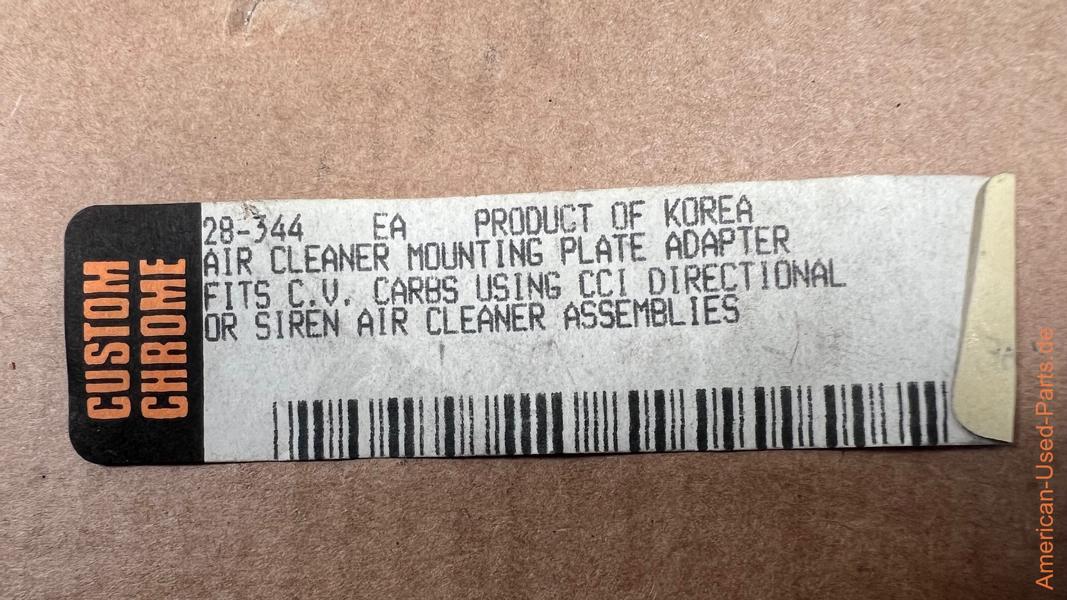 CUSTOM
CHROME
28-344 EA PRODUCT OF KOREA
AIR CLEANER MOUNTING PLATE ADAPTER
FITS C.V. CARBS USING CCI DIRECTIONAL
OR SIREN AIR CLEANER ASSEMBLIES
American-Used-Parts.de